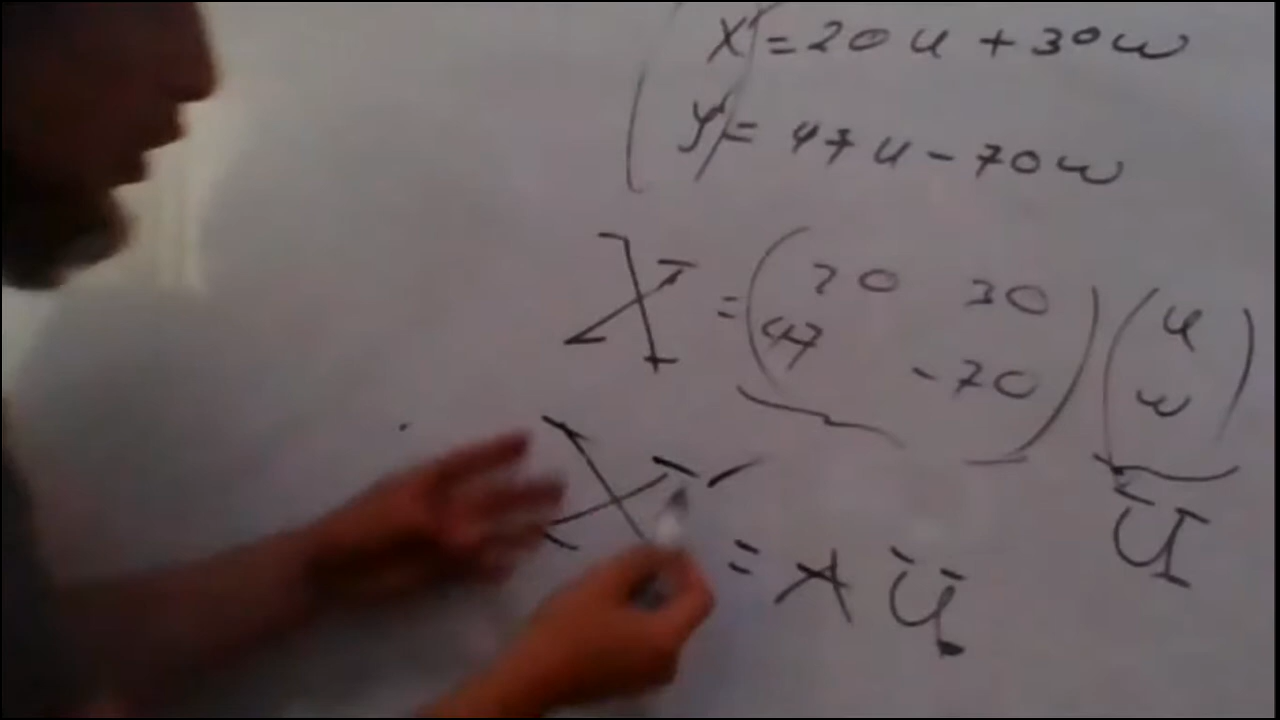 x' = 20u + 30w
y' = 47u - 70w
X = (20 30) (u)
(47 -70) (w)
U
X' = A U